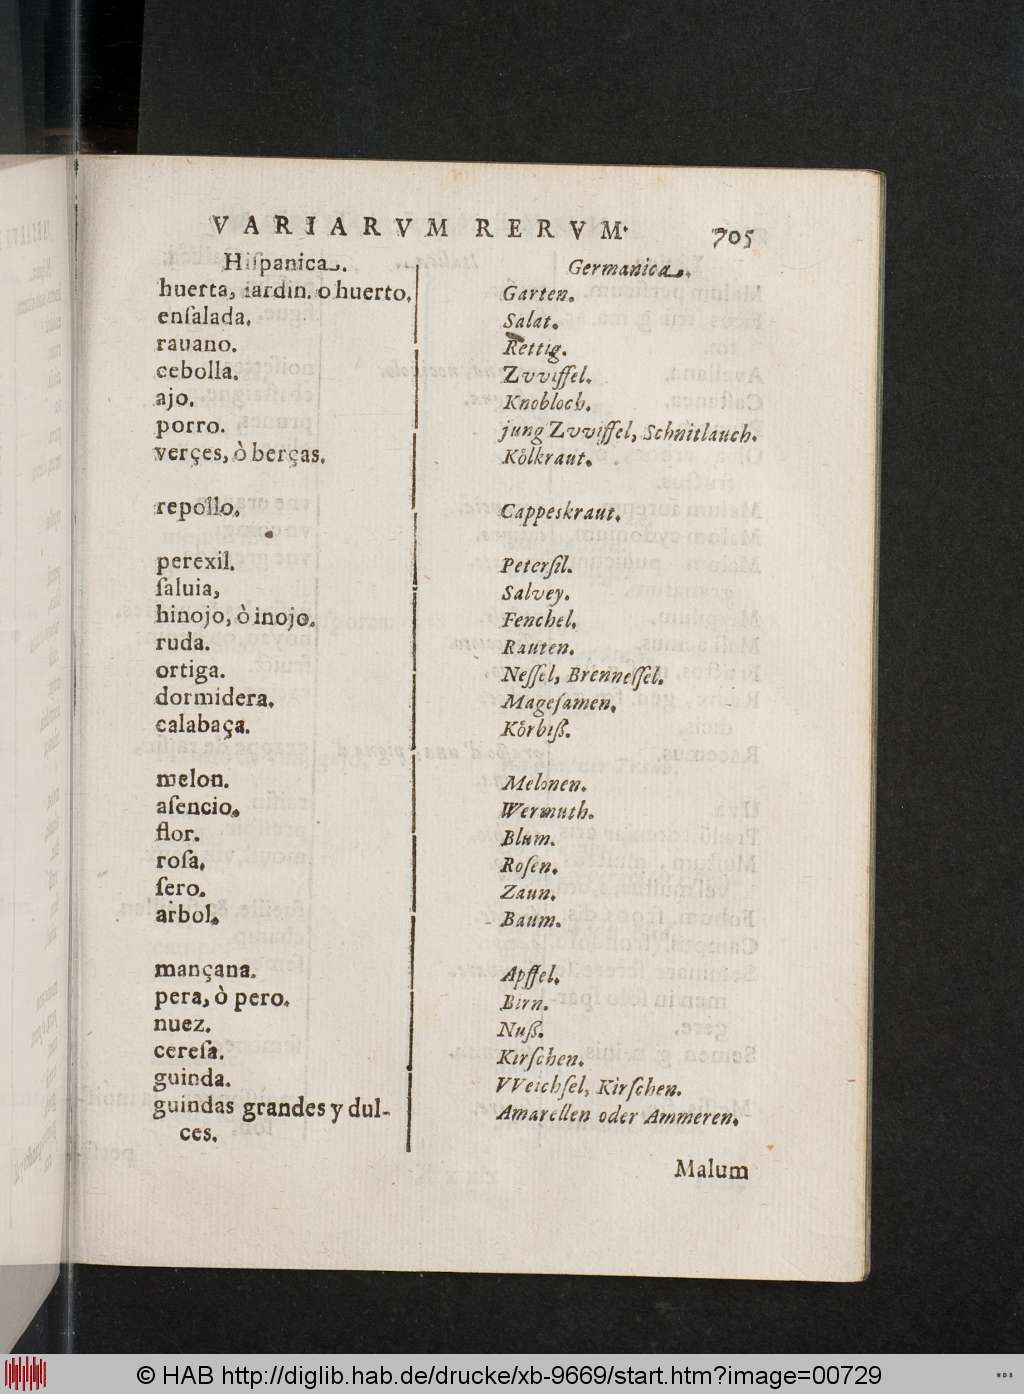 VARIARVM RERVM. 705
Hiſpanica.
huerta, iardin. o huerto.
enſalada.
rauano.
cebolla.
ajo.
porro.
verçes, ò berças.
repollo.
perexil.
ſaluia,
hinojo, ò inojo.
ruda.
ortiga.
dormidera.
calabaça.
melon.
aſencio.
flor.
roſa.
ſero.
arbol.
mançana.
pera, ò pero.
nuez.
cereſa.
guinda.
guindas grandes y dul-
ces.
Germanica.
Garten.
Salat.
Rettig.
Zvviffel.
Knobloch.
jung Zvviffel, Schnitlauch.
Koͤlkraut.
Cappeskraut.
Peterſil.
Salvey.
Fenchel.
Rauten.
Neſſel, Brenneſſel.
Mageſamen.
Koͤrbiß.
Melonen.
Wermuth.
Blum.
Roſen.
Zaun.
Baum.
Apffel.
Birn.
Nuß.
Kirſchen.
VVeichſel, Kirſchen.
Amarellen oder Ammeren.
Malum
© HAB http://diglib.hab.de/drucke/xb-9669/start.htm?image=00729